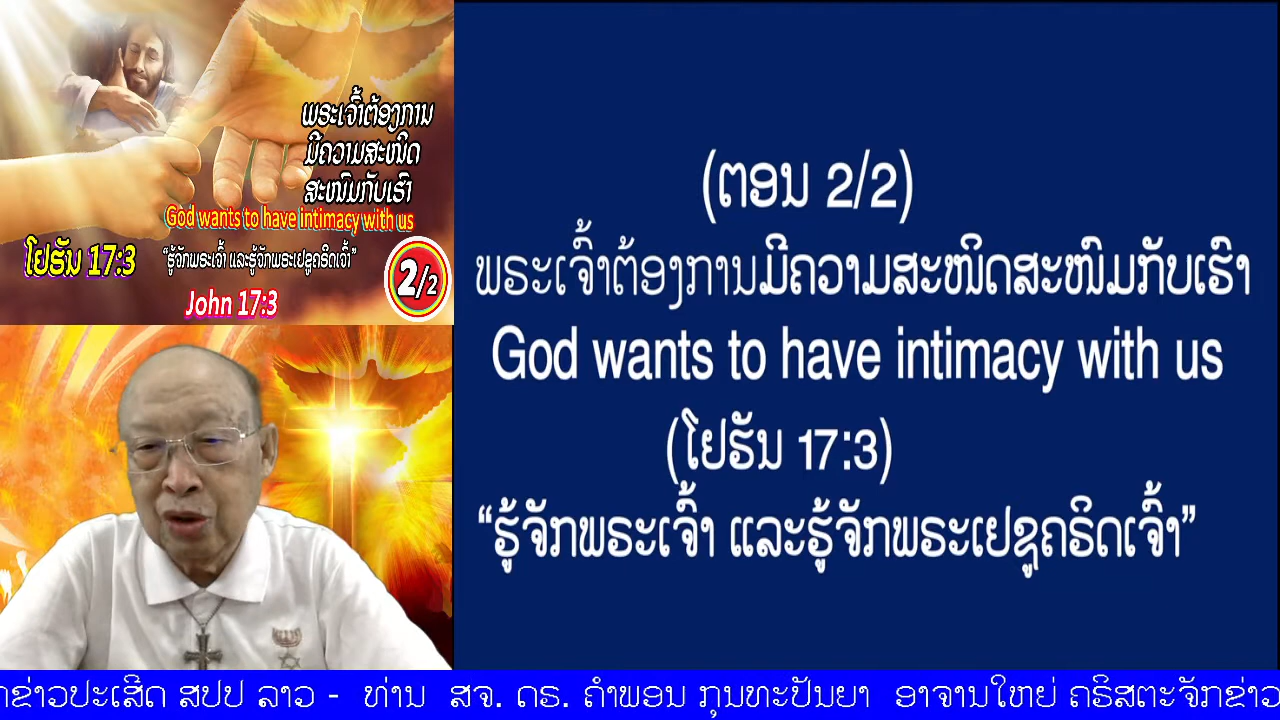 ພຣະເຈົ້າຕ້ອງການ
ມີຄວາມສະໜິດ
ສະໜົມກັບເຮົາ
God wants to have intimacy with us
ໂຢຮັນ 17:3
“ຮູ້ຈັກພຣະເຈົ້າ ແລະຮູ້ຈັກພຣະເຢຊູຄຣິດເຈົ້າ”
2/2
John 17:3
(ຕອນ 2/2)
ພຣະເຈົ້າຕ້ອງການມີຄວາມສະໜິດສະໜົມກັບເຮົາ
God wants to have intimacy with us
(ໂຢຮັນ 17:3)
“ຮູ້ຈັກພຣະເຈົ້າ ແລະຮູ້ຈັກພຣະເຢຊູຄຣິດເຈົ້າ”
ກຂ່າວປະເສີດ ສປປ ລາວ - ທ່ານ ສຈ. ດຣ. ຄຳພອນ ກຸນທະປັນຍາ ອາຈານໃຫຍ່ ຄຣິສຕະຈັກຂ່າວ